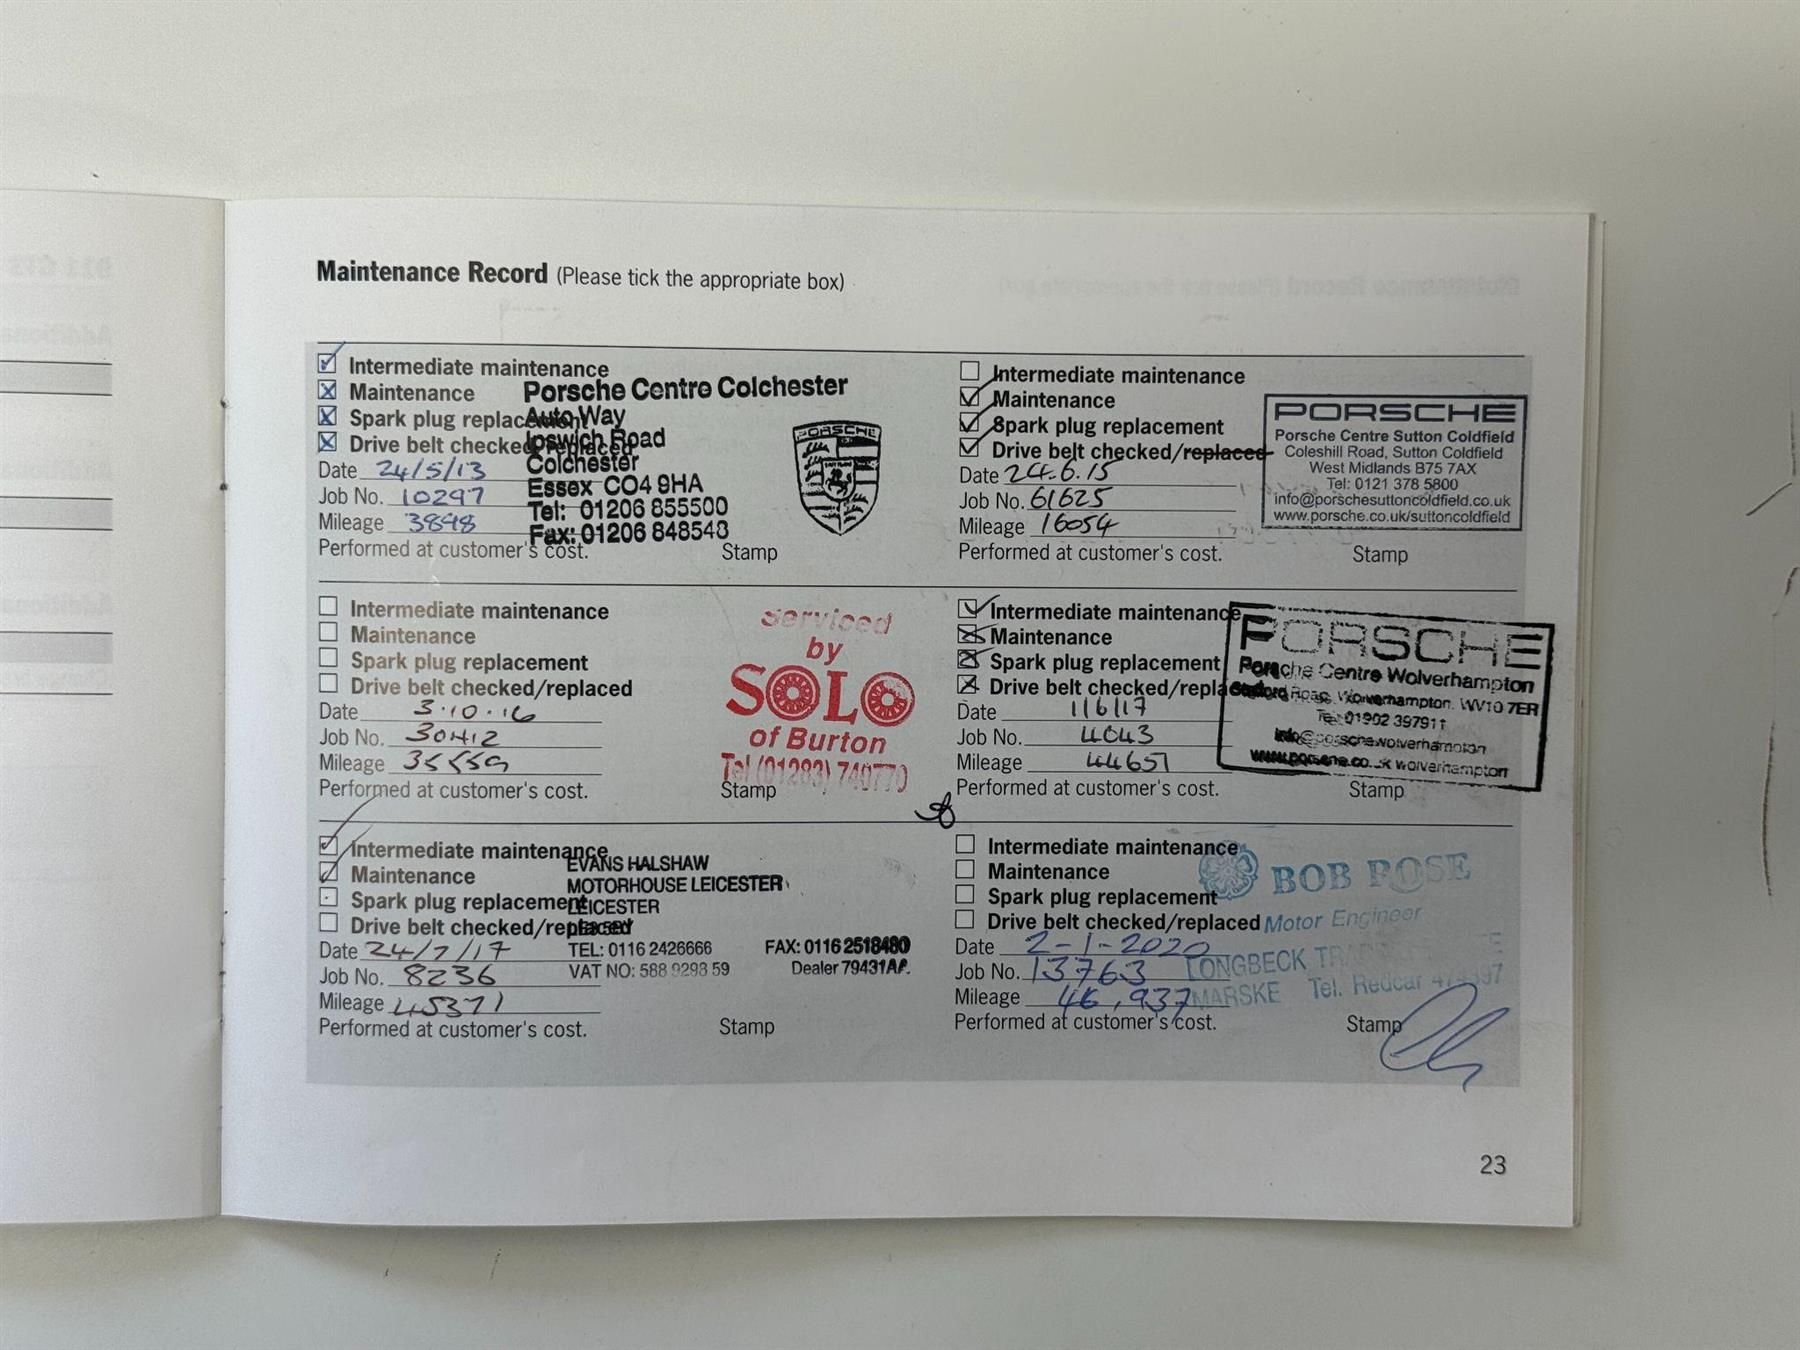 Maintenance Record (Please tick the appropriate box)
Intermediate maintenance
Maintenance
Spark plug replacement
Drive belt checked/replaced
Date 24/5/13
Job No. 10297
Mileage 3898
Performed at customer's cost.
Stamp
Porsche Centre Colchester
Auto Way
Ipswich Road
Colchester
Essex CO4 9HA
Tel: 01206 855500
Fax: 01206 848548
PORSCHE
Intermediate maintenance
Maintenance
Spark plug replacement
Drive belt checked/replaced
Date 24.6.15
Job No. 61625
Mileage 16054
Performed at customer's cost.
Stamp
PORSCHE
Porsche Centre Sutton Coldfield
Coleshill Road, Sutton Coldfield
West Midlands B75 7AX
Tel: 0121 378 5800
info@porschesuttoncoldfield.co.uk
www.porsche.co.uk/suttoncoldfield
Intermediate maintenance
Maintenance
Spark plug replacement
Drive belt checked/replaced
Date 3.10.16
Job No. 30412
Mileage 35559
Performed at customer's cost.
Stamp
Serviced
by
SOLO
of Burton
Tel (01283) 740770
Intermediate maintenance
Maintenance
Spark plug replacement
Drive belt checked/replaced
Date 1/6/17
Job No. 4043
Mileage 44651
Performed at customer's cost.
Stamp
PORSCHE
Porsche Centre Wolverhampton
Road, Wolverhampton. WV10 7ER
Tel: 01902 397911
info@porschewolverhampton
www.porsche.co.uk wolverhampton
Intermediate maintenance
Maintenance
Spark plug replacement
Drive belt checked/replaced
Date 24/7/17
Job No. 8236
Mileage 45371
Performed at customer's cost.
Stamp
EVANS HALSHAW
MOTORHOUSE LEICESTER
LEICESTER
TEL: 0116 2426666 FAX: 0116 2518480
VAT NO: 588 9298 59 Dealer 79431AA.
Intermediate maintenance
Maintenance
Spark plug replacement
Drive belt checked/replaced
Date 2-1-2020
Job No. 13763
Mileage 46,937
Performed at customer's cost.
Stamp
BOB ROSE
Motor Engineer
LONGBECK
MARSKE Tel. Redcar 474397
23